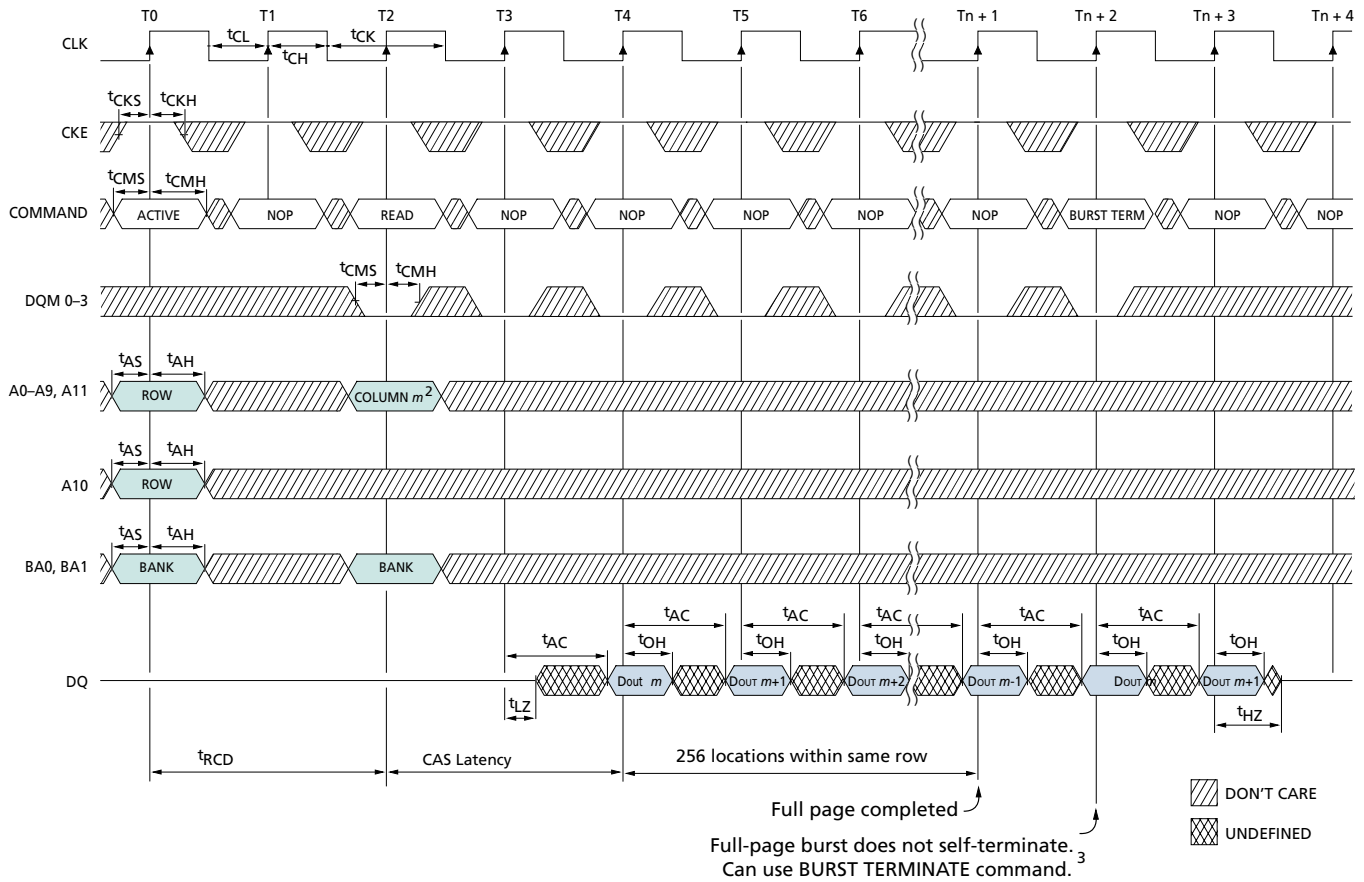 T0 T1 T2 T3 T4 T5 T6 Tn + 1 Tn + 2 Tn + 3 Tn + 4
CLK tCL tCH tCK
tCKS tCKH
CKE
tCMS tCMH
COMMAND ACTIVE NOP READ NOP NOP NOP NOP NOP BURST TERM NOP NOP
tCMS tCMH
DQM 0–3
tAS tAH
A0–A9, A11 ROW COLUMN m2
tAS tAH
A10 ROW
tAS tAH
BA0, BA1 BANK BANK
tAC tAC tAC tAC tAC tAC
tOH tOH tOH tOH tOH tOH
DQ Dout m DOUT m+1 DOUT m+2 DOUT m-1 DOUT m DOUT m+1
tLZ tHZ
tRCD CAS Latency 256 locations within same row
Full page completed
Full-page burst does not self-terminate.
Can use BURST TERMINATE command. 3
DON'T CARE
UNDEFINED